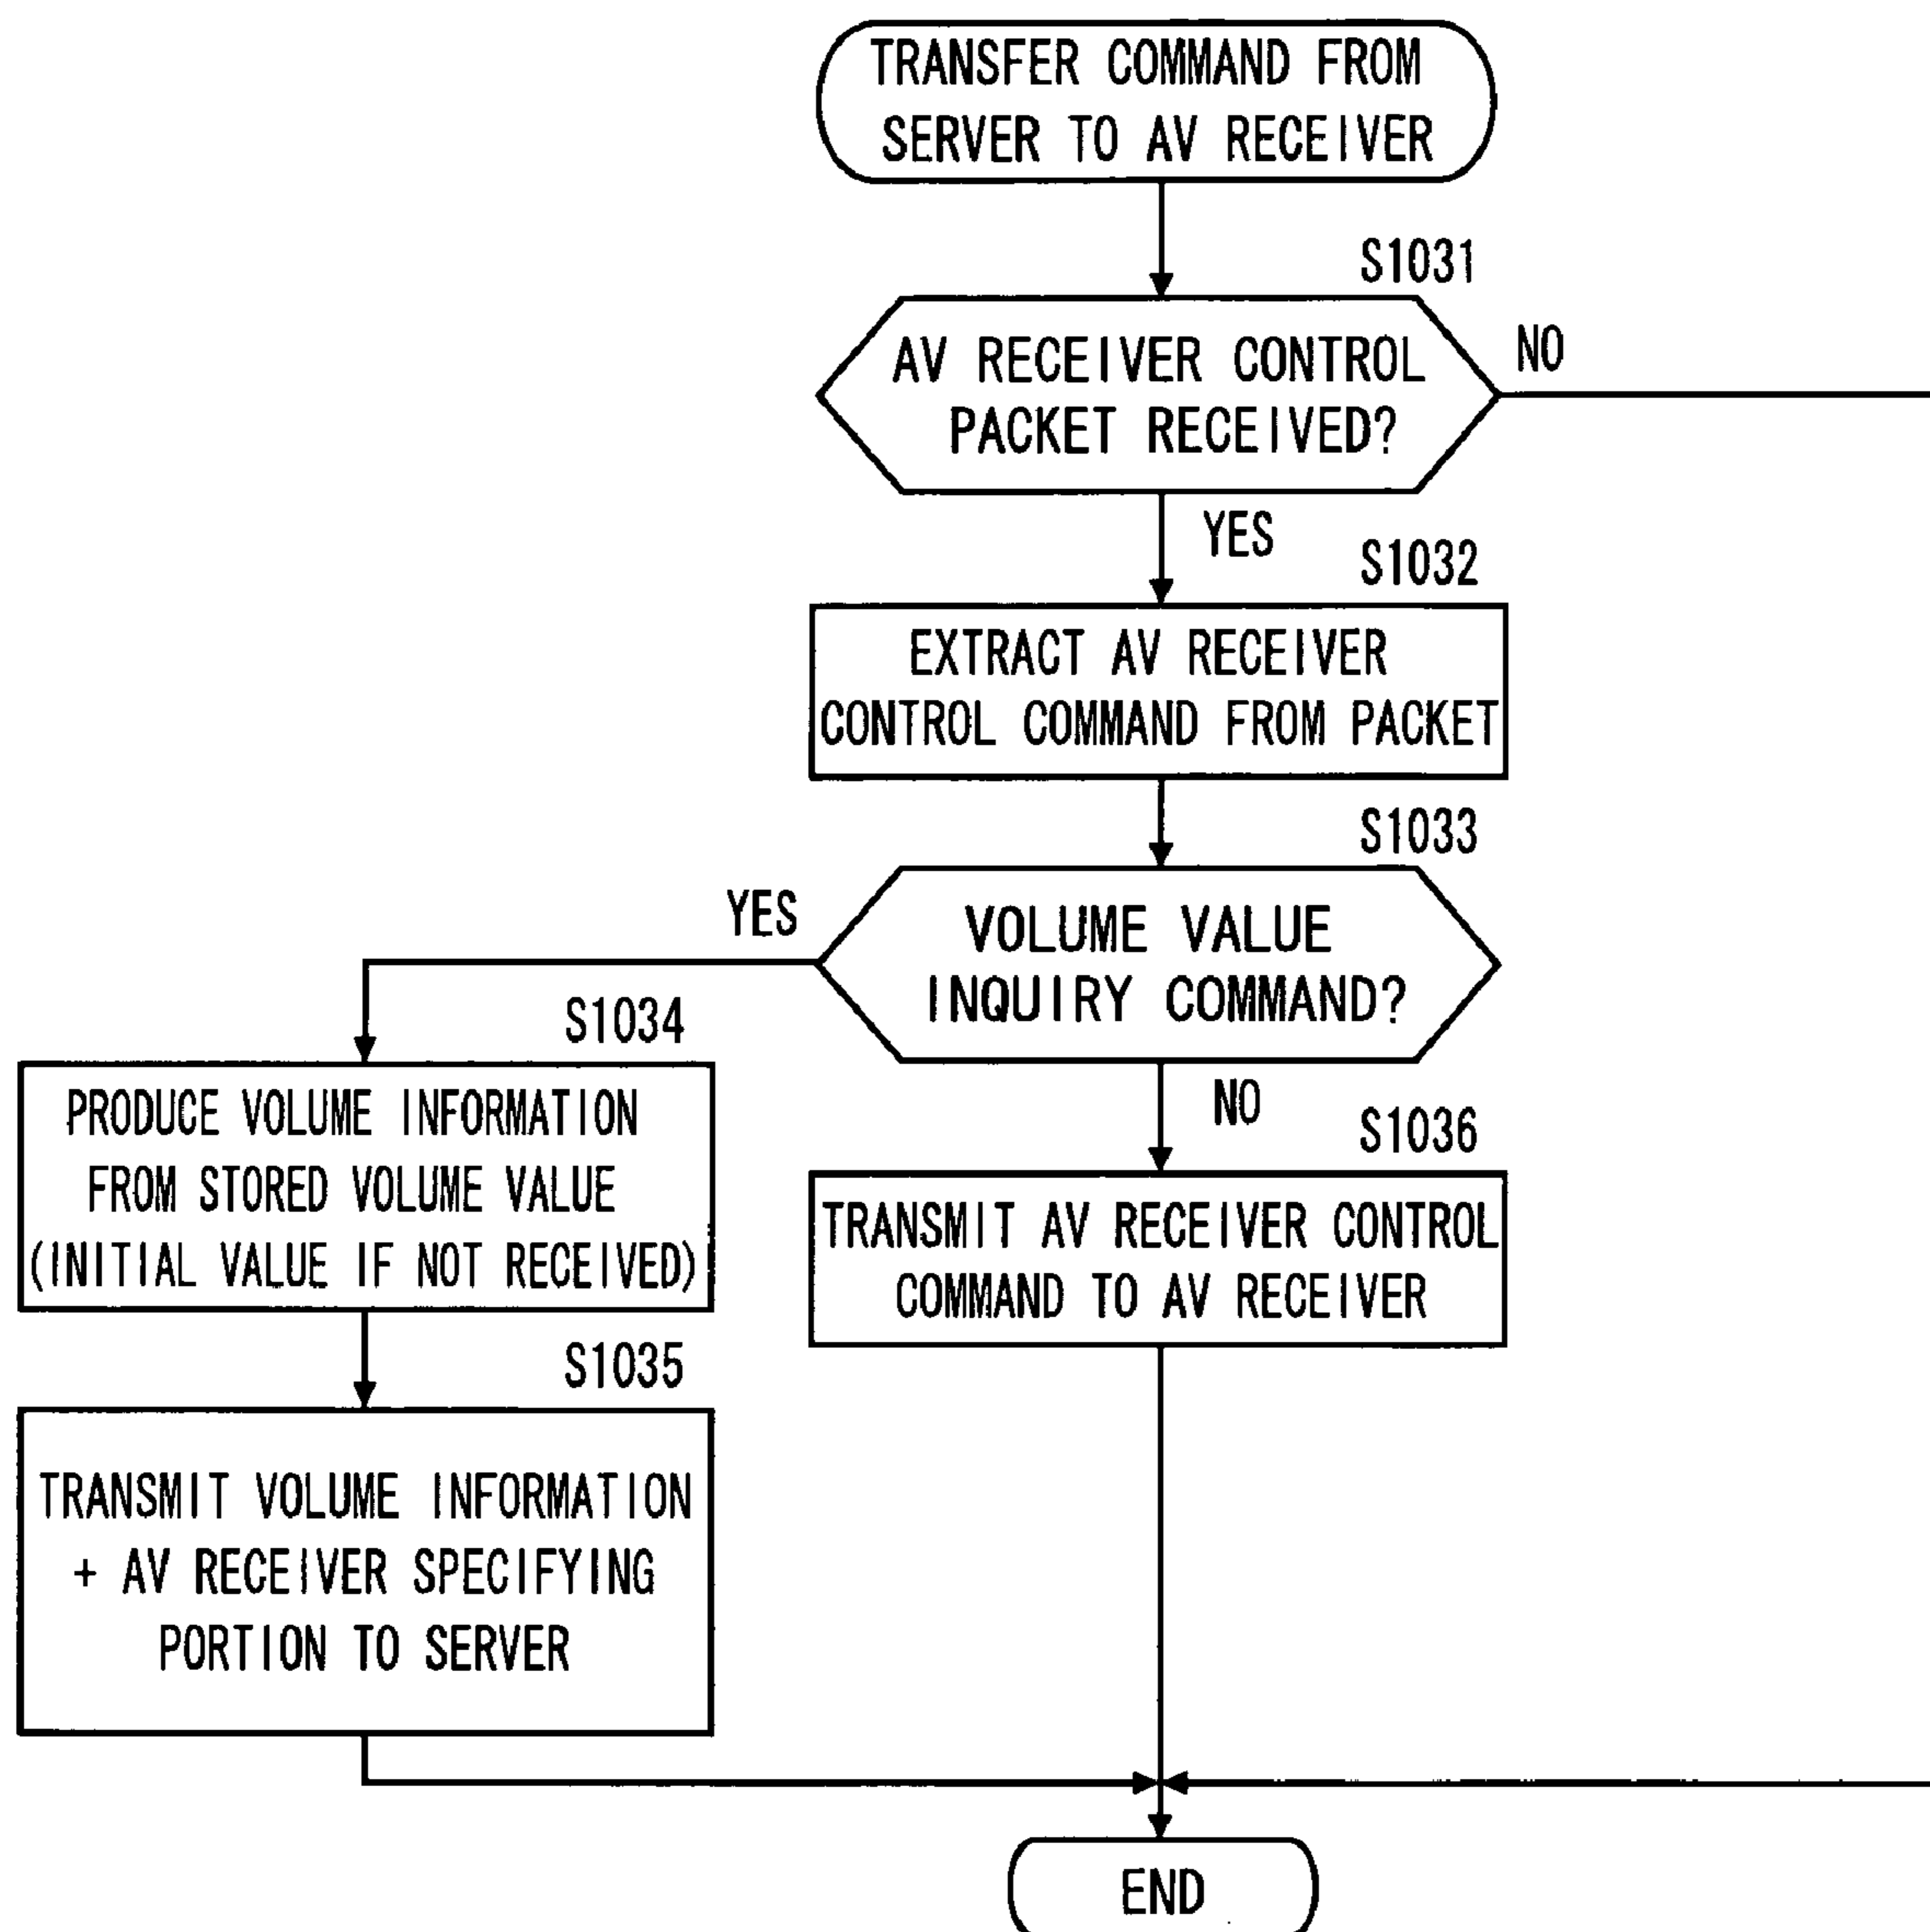 TRANSFER COMMAND FROM
SERVER TO AV RECEIVER
S1031
AV RECEIVER CONTROL
PACKET RECEIVED?
NO
YES
S1032
EXTRACT AV RECEIVER
CONTROL COMMAND FROM PACKET
S1033
VOLUME VALUE
INQUIRY COMMAND?
YES
S1034
PRODUCE VOLUME INFORMATION
FROM STORED VOLUME VALUE
(INITIAL VALUE IF NOT RECEIVED)
NO
S1036
TRANSMIT AV RECEIVER CONTROL
COMMAND TO AV RECEIVER
S1035
TRANSMIT VOLUME INFORMATION
+ AV RECEIVER SPECIFYING
PORTION TO SERVER
END